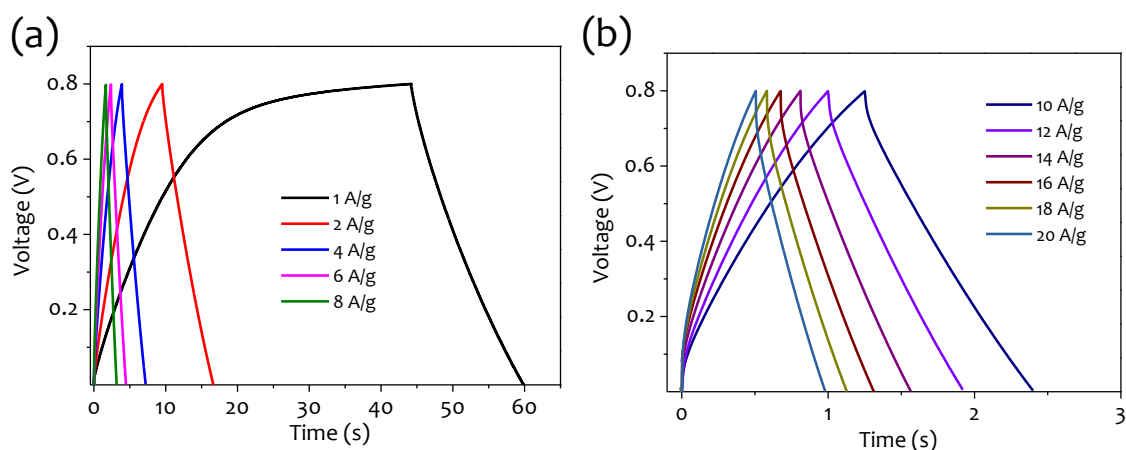 (a)
Voltage (V)
0.8
0.6
0.4
0.2
1 A/g
2 A/g
4 A/g
6 A/g
8 A/g
0 10 20 30 40 50 60
Time (s)
(b)
Voltage (V)
0.8
0.6
0.4
0.2
10 A/g
12 A/g
14 A/g
16 A/g
18 A/g
20 A/g
0 1 2 3
Time (s)